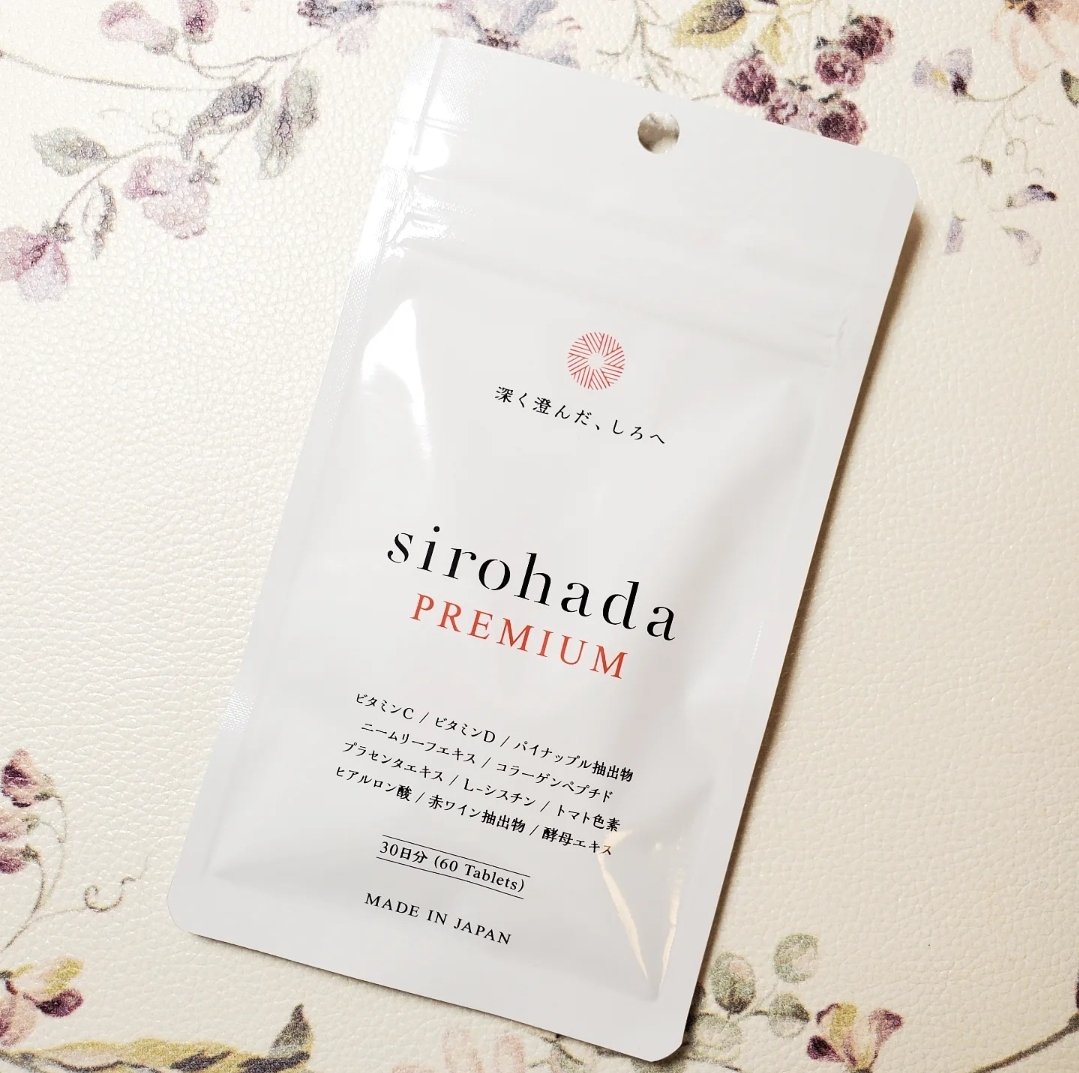 深く澄んだ、しろへ
sirohada
PREMIUM
ビタミンC / ビタミンD / パイナップル抽出物
ニームリーフエキス / コラーゲンペプチド
プラセンタエキス / L-シスチン / トマト色素
ヒアルロン酸 / 赤ワイン抽出物 / 酵母エキス
30日分 (60 Tablets)
MADE IN JAPAN